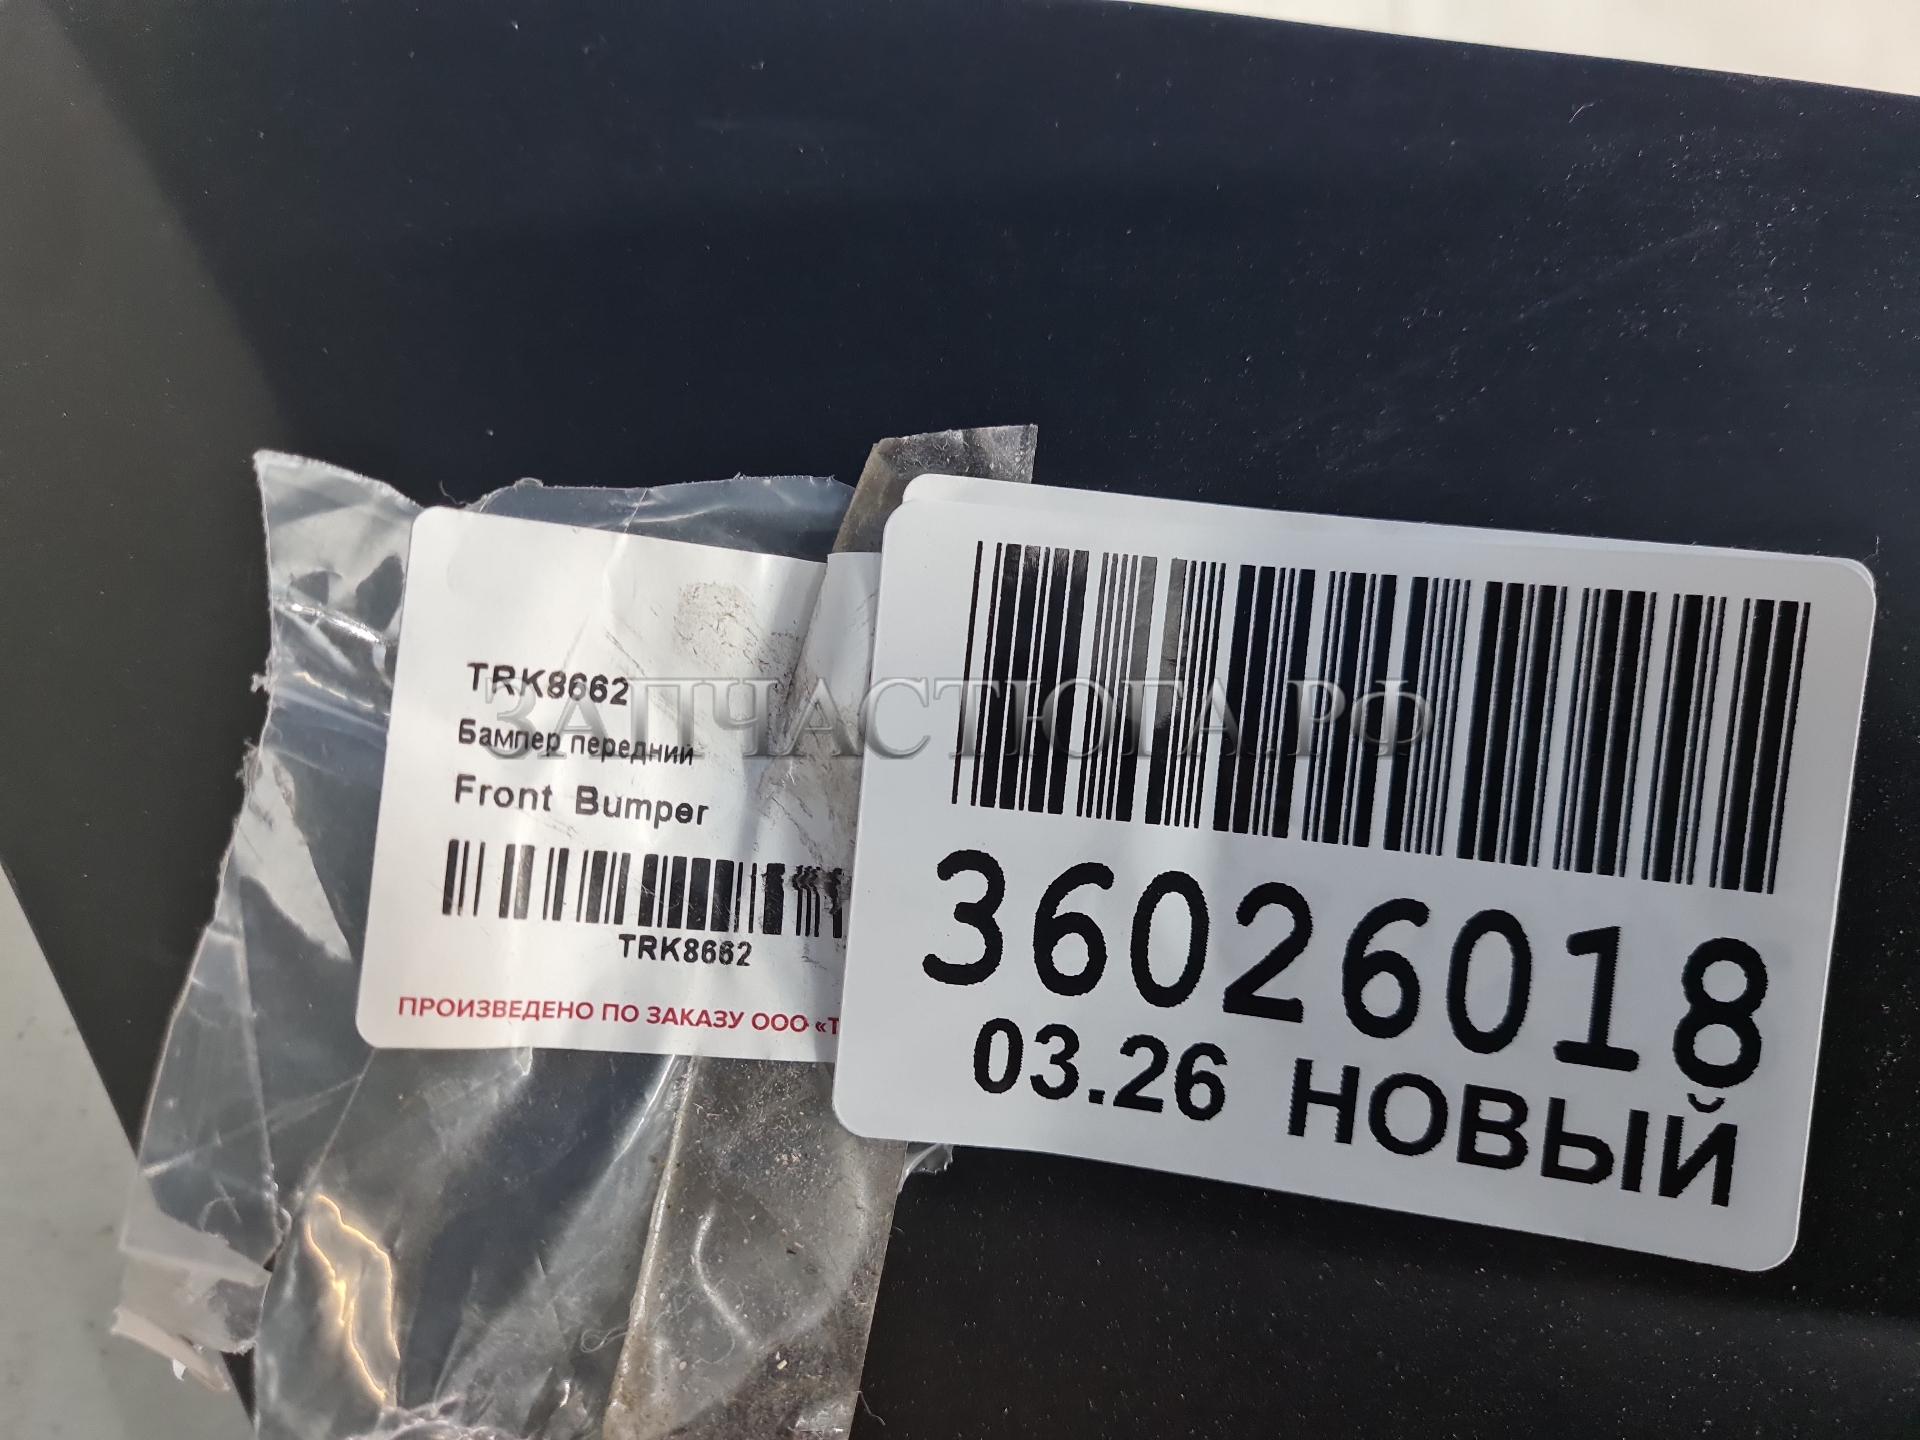 TRK8662
Бампер передний
Front Bumper
TRK8662
ПРОИЗВЕДЕНО ПО ЗАКАЗУ ООО «Т
36026018
03.26 НОВЫЙ
ЗАПЧАСТЮГА.РФ